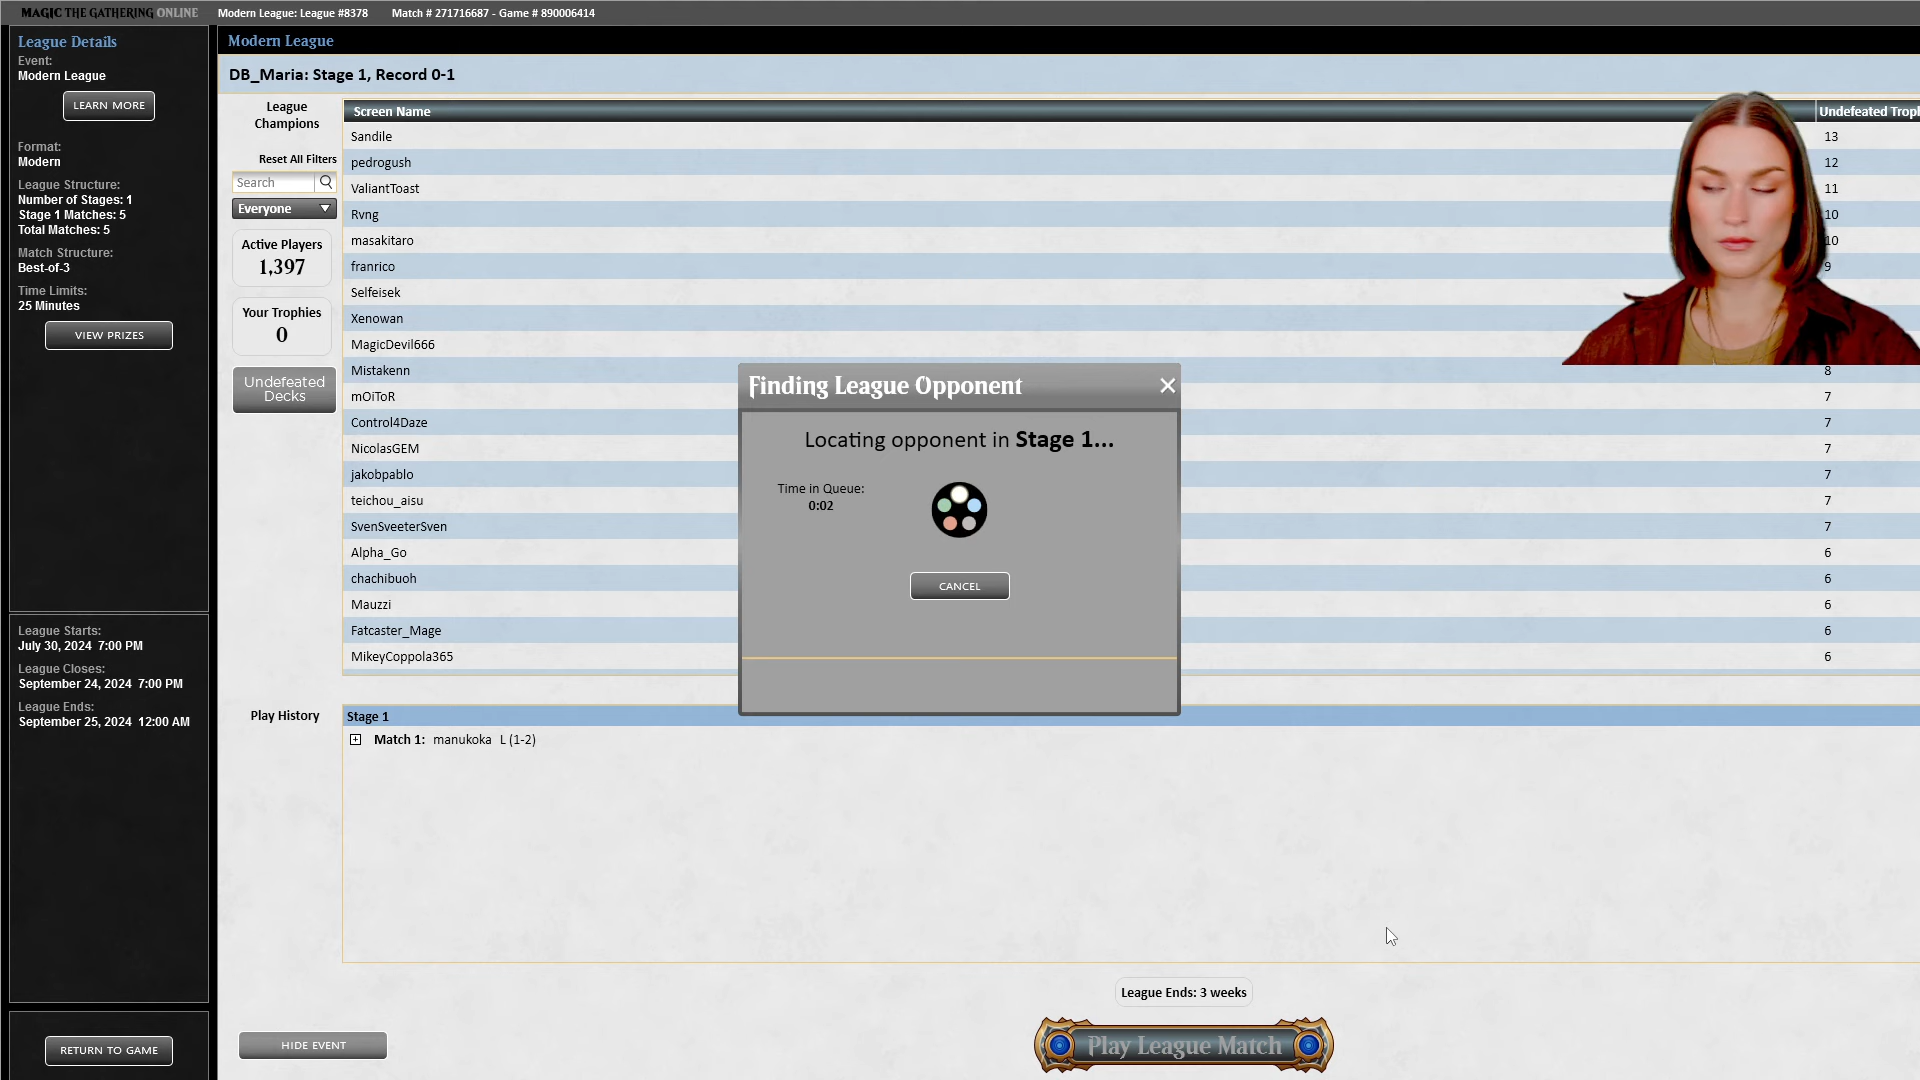 MAGIC THE GATHERING ONLINE
Modern League: League #8378
Match # 271716687 - Game # 890006414
League Details
Event:
Modern League
LEARN MORE
Format:
Modern
League Structure:
Number of Stages: 1
Stage 1 Matches: 5
Total Matches: 5
Match Structure:
Best-of-3
Time Limits:
25 Minutes
VIEW PRIZES
League Starts:
July 30, 2024 7:00 PM
League Closes:
September 24, 2024 7:00 PM
League Ends:
September 25, 2024 12:00 AM
RETURN TO GAME
Modern League
DB_Maria: Stage 1, Record 0-1
League
Champions
Reset All Filters
Search
Everyone
Active Players
1,397
Your Trophies
0
Undefeated
Decks
Screen Name
Undefeated
Sandile 13
pedrogush 12
ValiantToast 11
Rvng 10
masakitaro 10
franrico 9
Selfeisek
Xenowan
MagicDevil666
Mistakenn 8
mOiToR 7
Control4Daze 7
NicolasGEM 7
jakobpablo 7
teichou_aisu 7
SvenSveeterSven 7
Alpha_Go 6
chachibuoh 6
Mauzzi 6
Fatcaster_Mage 6
MikeyCoppola365 6
Finding League Opponent
Locating opponent in Stage 1...
Time in Queue:
0:02
CANCEL
Play History
Stage 1
Match 1: manukoka L (1-2)
League Ends: 3 weeks
HIDE EVENT
Play League Match